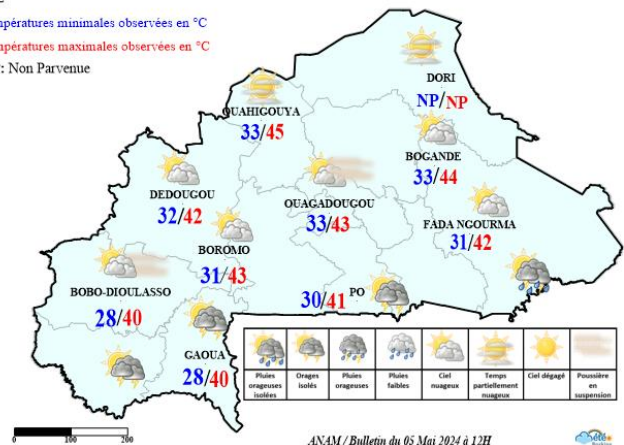 mpératures minimales observées en °C
mpératures maximales observées en °C
: Non Parvenue
DORI
NP/NP
OUAHIGOUYA
33/45
BOGANDE
33/44
DEDOUGOU
32/42
OUAGADOUGOU
33/43
FADA NGOURMA
31/42
BOROMO
31/43
BOBO-DIOULASSO
28/40
PO
30/41
GAOUA
28/40
Pluies orageuses isolées
Orages isolés
Pluies orageuses
Pluies faibles
Ciel nuageux
Temps partiellement nuageux
Ciel dégagé
Poussière en suspension
0 100 200
ANAM / Bulletin du 05 Mai 2024 à 12H